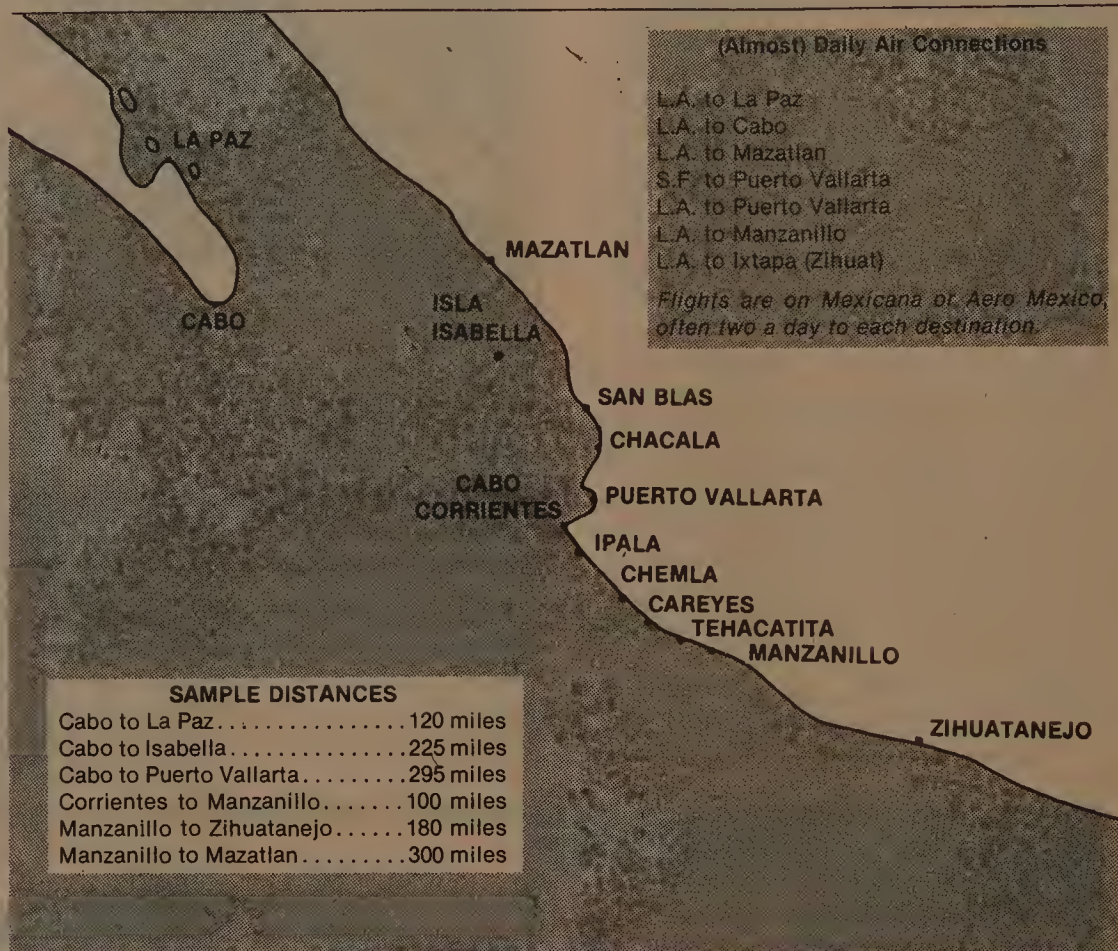 (Almost) Daily Air Connections
L.A. to La Paz
L.A. to Cabo
L.A. to Mazatlan
S.F. to Puerto Vallarta
L.A. to Puerto Vallarta
L.A. to Manzanillo
L.A. to Ixtapa (Zihuat)
Flights are on Mexicana or Aero Mexico,
often two a day to each destination.
LA PAZ
CABO
MAZATLAN
ISLA
ISABELLA
SAN BLAS
CHACALA
CABO
CORRIENTES
PUERTO VALLARTA
IPALA
CHEMLA
CAREYES
TEHACATITA
MANZANILLO
ZIHUATANEJO
SAMPLE DISTANCES
Cabo to La Paz...............120 miles
Cabo to Isabella.............225 miles
Cabo to Puerto Vallarta.........295 miles
Corrientes to Manzanillo.......100 miles
Manzanillo to Zihuatanejo......180 miles
Manzanillo to Mazatlan.........300 miles